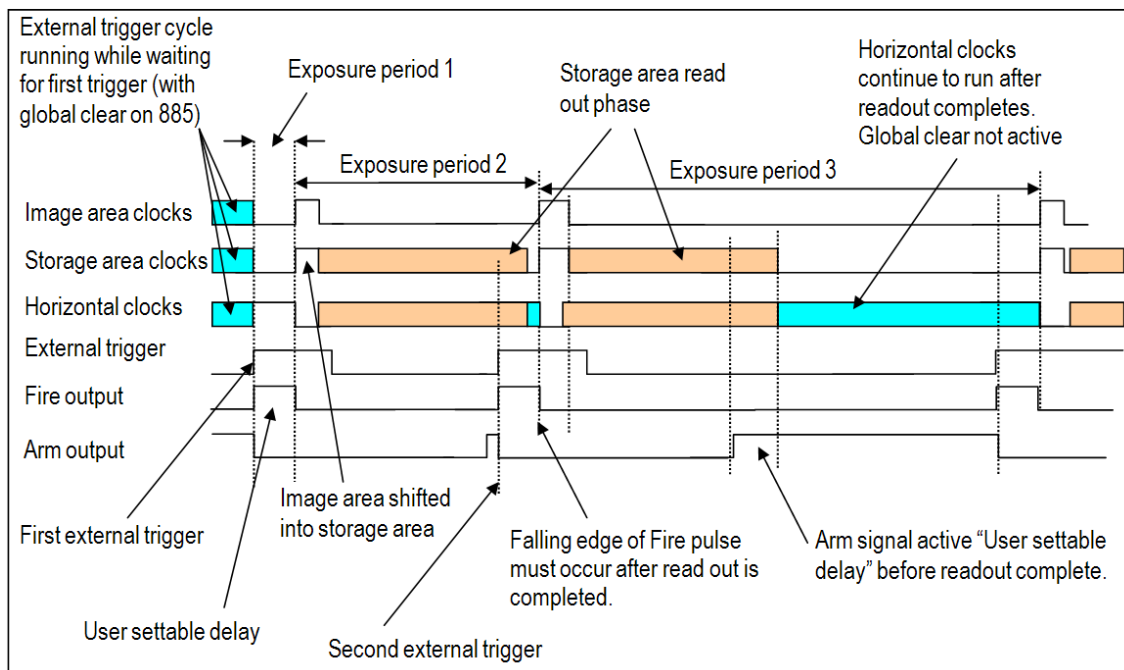 External trigger cycle
running while waiting
for first trigger (with
global clear on 885)
Exposure period 1
Storage area read
out phase
Horizontal clocks
continue to run after
readout completes.
Global clear not active
Exposure period 2
Exposure period 3
Image area clocks
Storage area clocks
Horizontal clocks
External trigger
Fire output
Arm output
First external trigger
Image area shifted
into storage area
User settable delay
Second external trigger
Falling edge of Fire pulse
must occur after read out is
completed.
Arm signal active “User settable
delay” before readout complete.